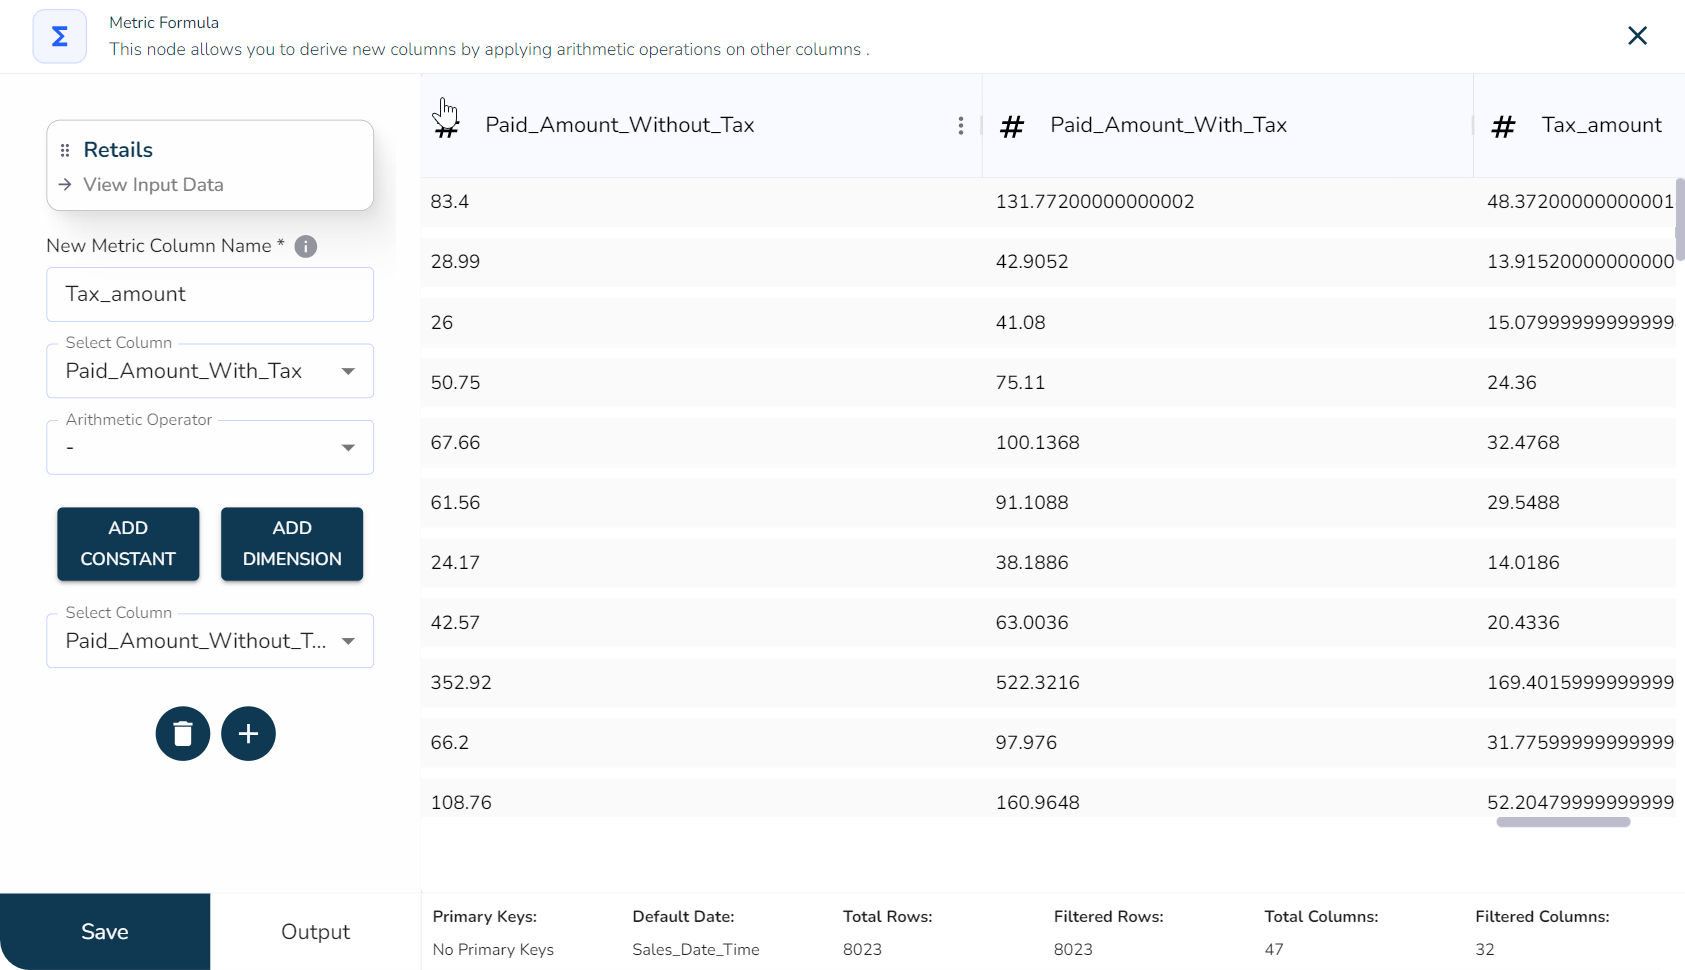 Σ
Metric Formula
This node allows you to derive new columns by applying arithmetic operations on other columns .
Retails
View Input Data
New Metric Column Name *
Tax_amount
Select Column
Paid_Amount_With_Tax
Arithmetic Operator
-
ADD CONSTANT
ADD DIMENSION
Select Column
Paid_Amount_Without_T...
Save
Output
# Paid_Amount_Without_Tax # Paid_Amount_With_Tax # Tax_amount
83.4 131.77200000000002 48.37200000000001
28.99 42.9052 13.91520000000000
26 41.08 15.07999999999999
50.75 75.11 24.36
67.66 100.1368 32.4768
61.56 91.1088 29.5488
24.17 38.1886 14.0186
42.57 63.0036 20.4336
352.92 522.3216 169.4015999999999
66.2 97.976 31.77599999999999
108.76 160.9648 52.20479999999999
Primary Keys: Default Date: Total Rows: Filtered Rows: Total Columns: Filtered Columns:
No Primary Keys Sales_Date_Time 8023 8023 47 32